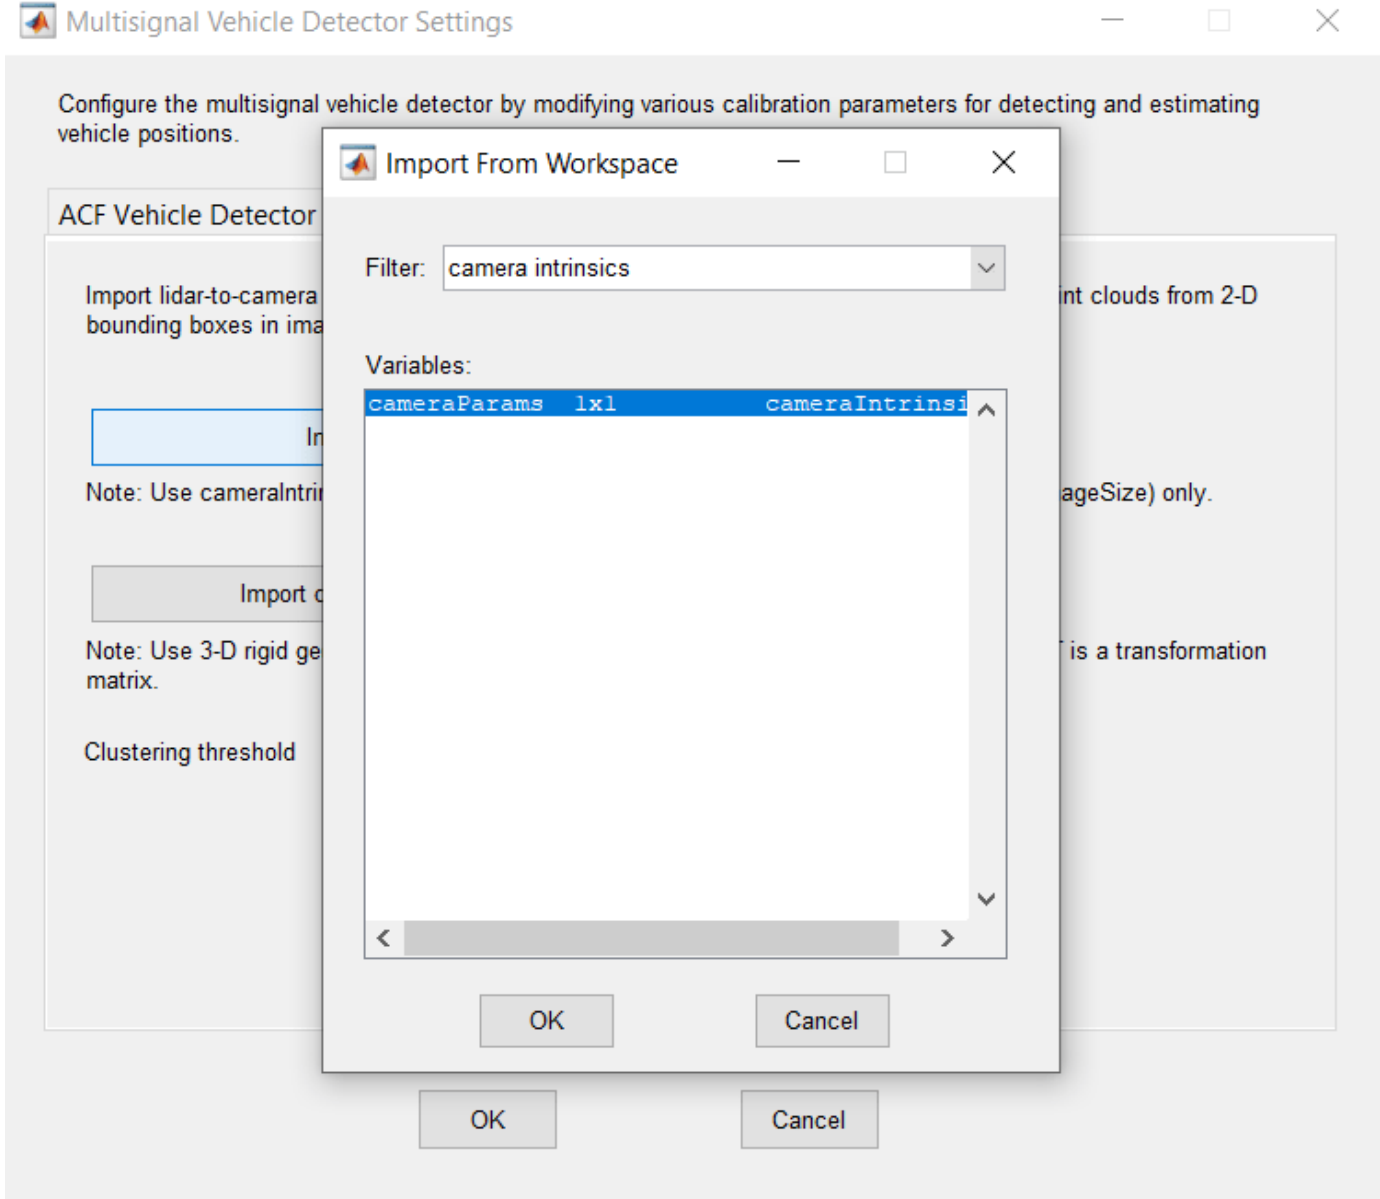 Multisignal Vehicle Detector Settings
Configure the multisignal vehicle detector by modifying various calibration parameters for detecting and estimating
vehicle positions.
Import From Workspace
ACF Vehicle Detector
Filter: camera intrinsics
Import lidar-to-camera
int clouds from 2-D
bounding boxes in ima
Variables:
cameraParams 1x1 cameraIntrinsi
In
Note: Use cameraIntrin
ageSize) only.
Import c
Note: Use 3-D rigid ge
is a transformation
matrix.
Clustering threshold
OK Cancel
OK Cancel